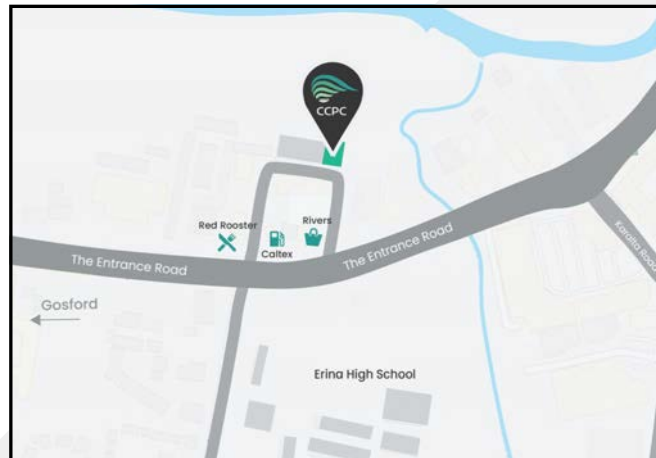 CCPC
Red Rooster
Rivers
Caltex
The Entrance Road
The Entrance Road
Karalta Road
Gosford
Erina High School